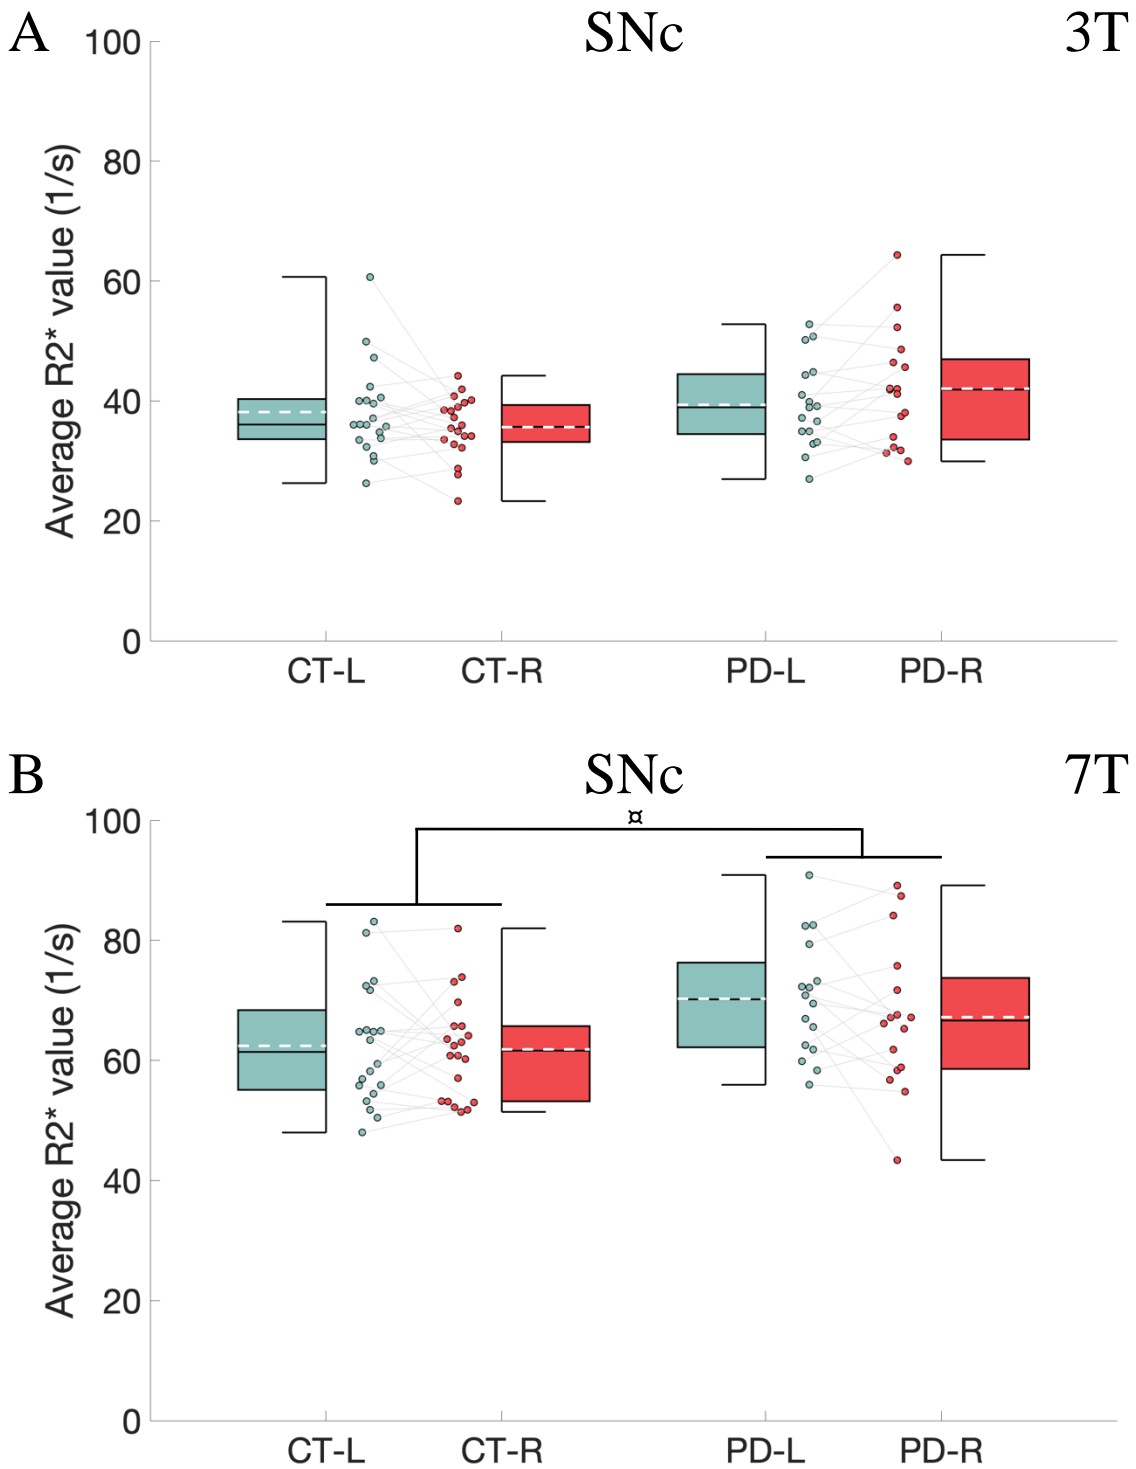 A SNc 3T
Average R2* value (1/s)
100
80
60
40
20
0
CT-L CT-R PD-L PD-R
B SNc 7T
Average R2* value (1/s)
100
80
60
40
20
0
¤
CT-L CT-R PD-L PD-R